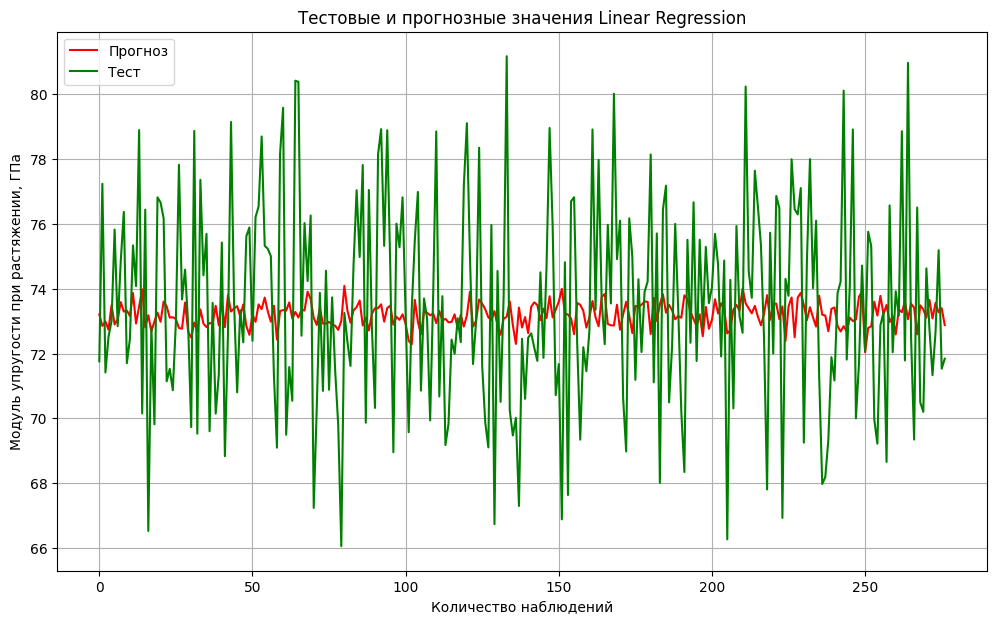 Тестовые и прогнозные значения Linear Regression
Прогноз
Тест
Модуль упругости при растяжении, ГПа
80
78
76
74
72
70
68
66
0
50
100
150
200
250
Количество наблюдений